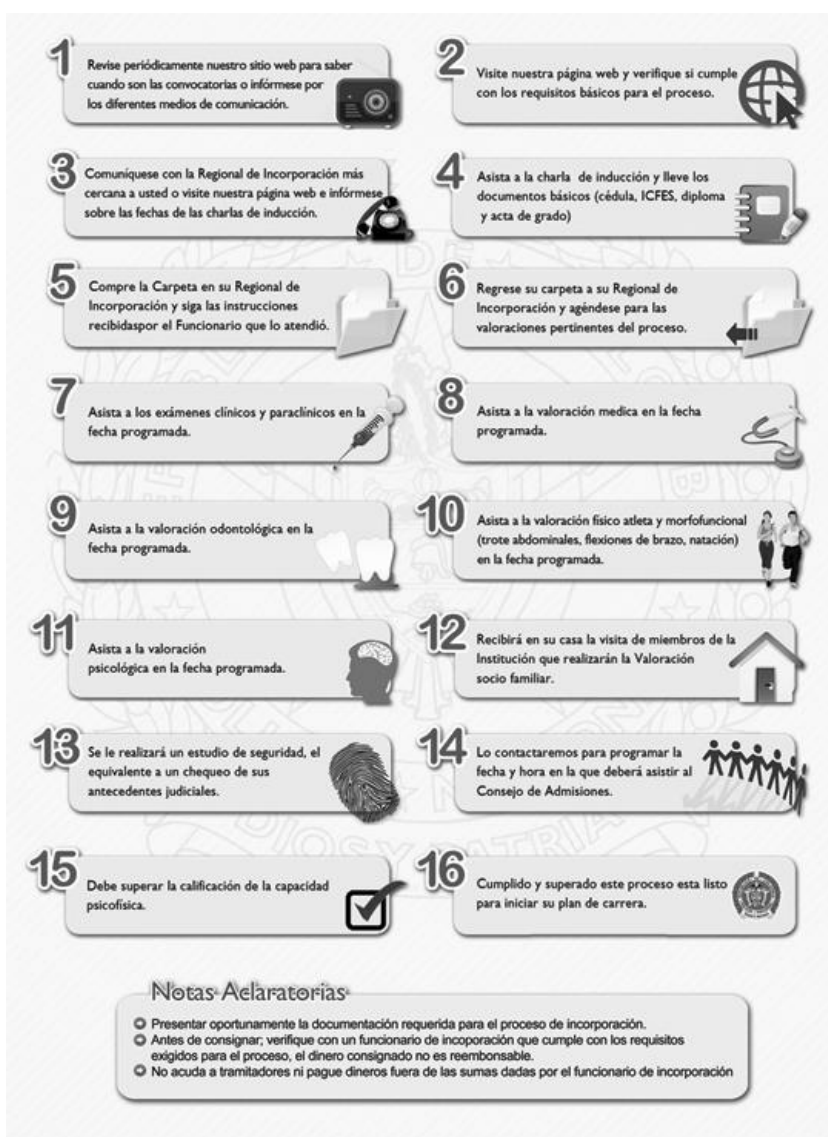 1
Revise periódicamente nuestro sitio web para saber
cuando son las convocatorias o infórmese por
los diferentes medios de comunicación.
2
Visite nuestra página web y verifique si cumple
con los requisitos básicos para el proceso.
3
Comuníquese con la Regional de Incorporación más
cercana a usted o visite nuestra página web e infórmese
sobre las fechas de las charlas de inducción.
4
Asista a la charla de inducción y lleve los
documentos básicos (cédula, ICFES, diploma
y acta de grado)
5
Compre la Carpeta en su Regional de
Incorporación y siga las instrucciones
recibidaspor el Funcionario que lo atendió.
6
Regrese su carpeta a su Regional de
Incorporación y agéndese para las
valoraciones pertinentes del proceso.
7
Asista a los exámenes clínicos y paraclínicos en la
fecha programada.
8
Asista a la valoración medica en la fecha
programada.
9
Asista a la valoración odontológica en la
fecha programada.
10
Asista a la valoración físico atleta y morfofuncional
(trote abdominales, flexiones de brazo, natación)
en la fecha programada.
11
Asista a la valoración
psicológica en la fecha programada.
12
Recibirá en su casa la visita de miembros de la
Institución que realizarán la Valoración
socio familiar.
13
Se le realizará un estudio de seguridad, el
equivalente a un chequeo de sus
antecedentes judiciales.
14
Lo contactaremos para programar la
fecha y hora en la que deberá asistir al
Consejo de Admisiones.
DIOS Y PATRIA
15
Debe superar la calificación de la capacidad
psicofísica.
16
Cumplido y superado este proceso esta listo
para iniciar su plan de carrera.
Notas Aclaratorias
Presentar oportunamente la documentación requerida para el proceso de incorporación.
Antes de consignar; verifique con un funcionario de incoporación que cumple con los requisitos
exigidos para el proceso, el dinero consignado no es reembonsable.
No acuda a tramitadores ni pague dineros fuera de las sumas dadas por el funcionario de incorporación